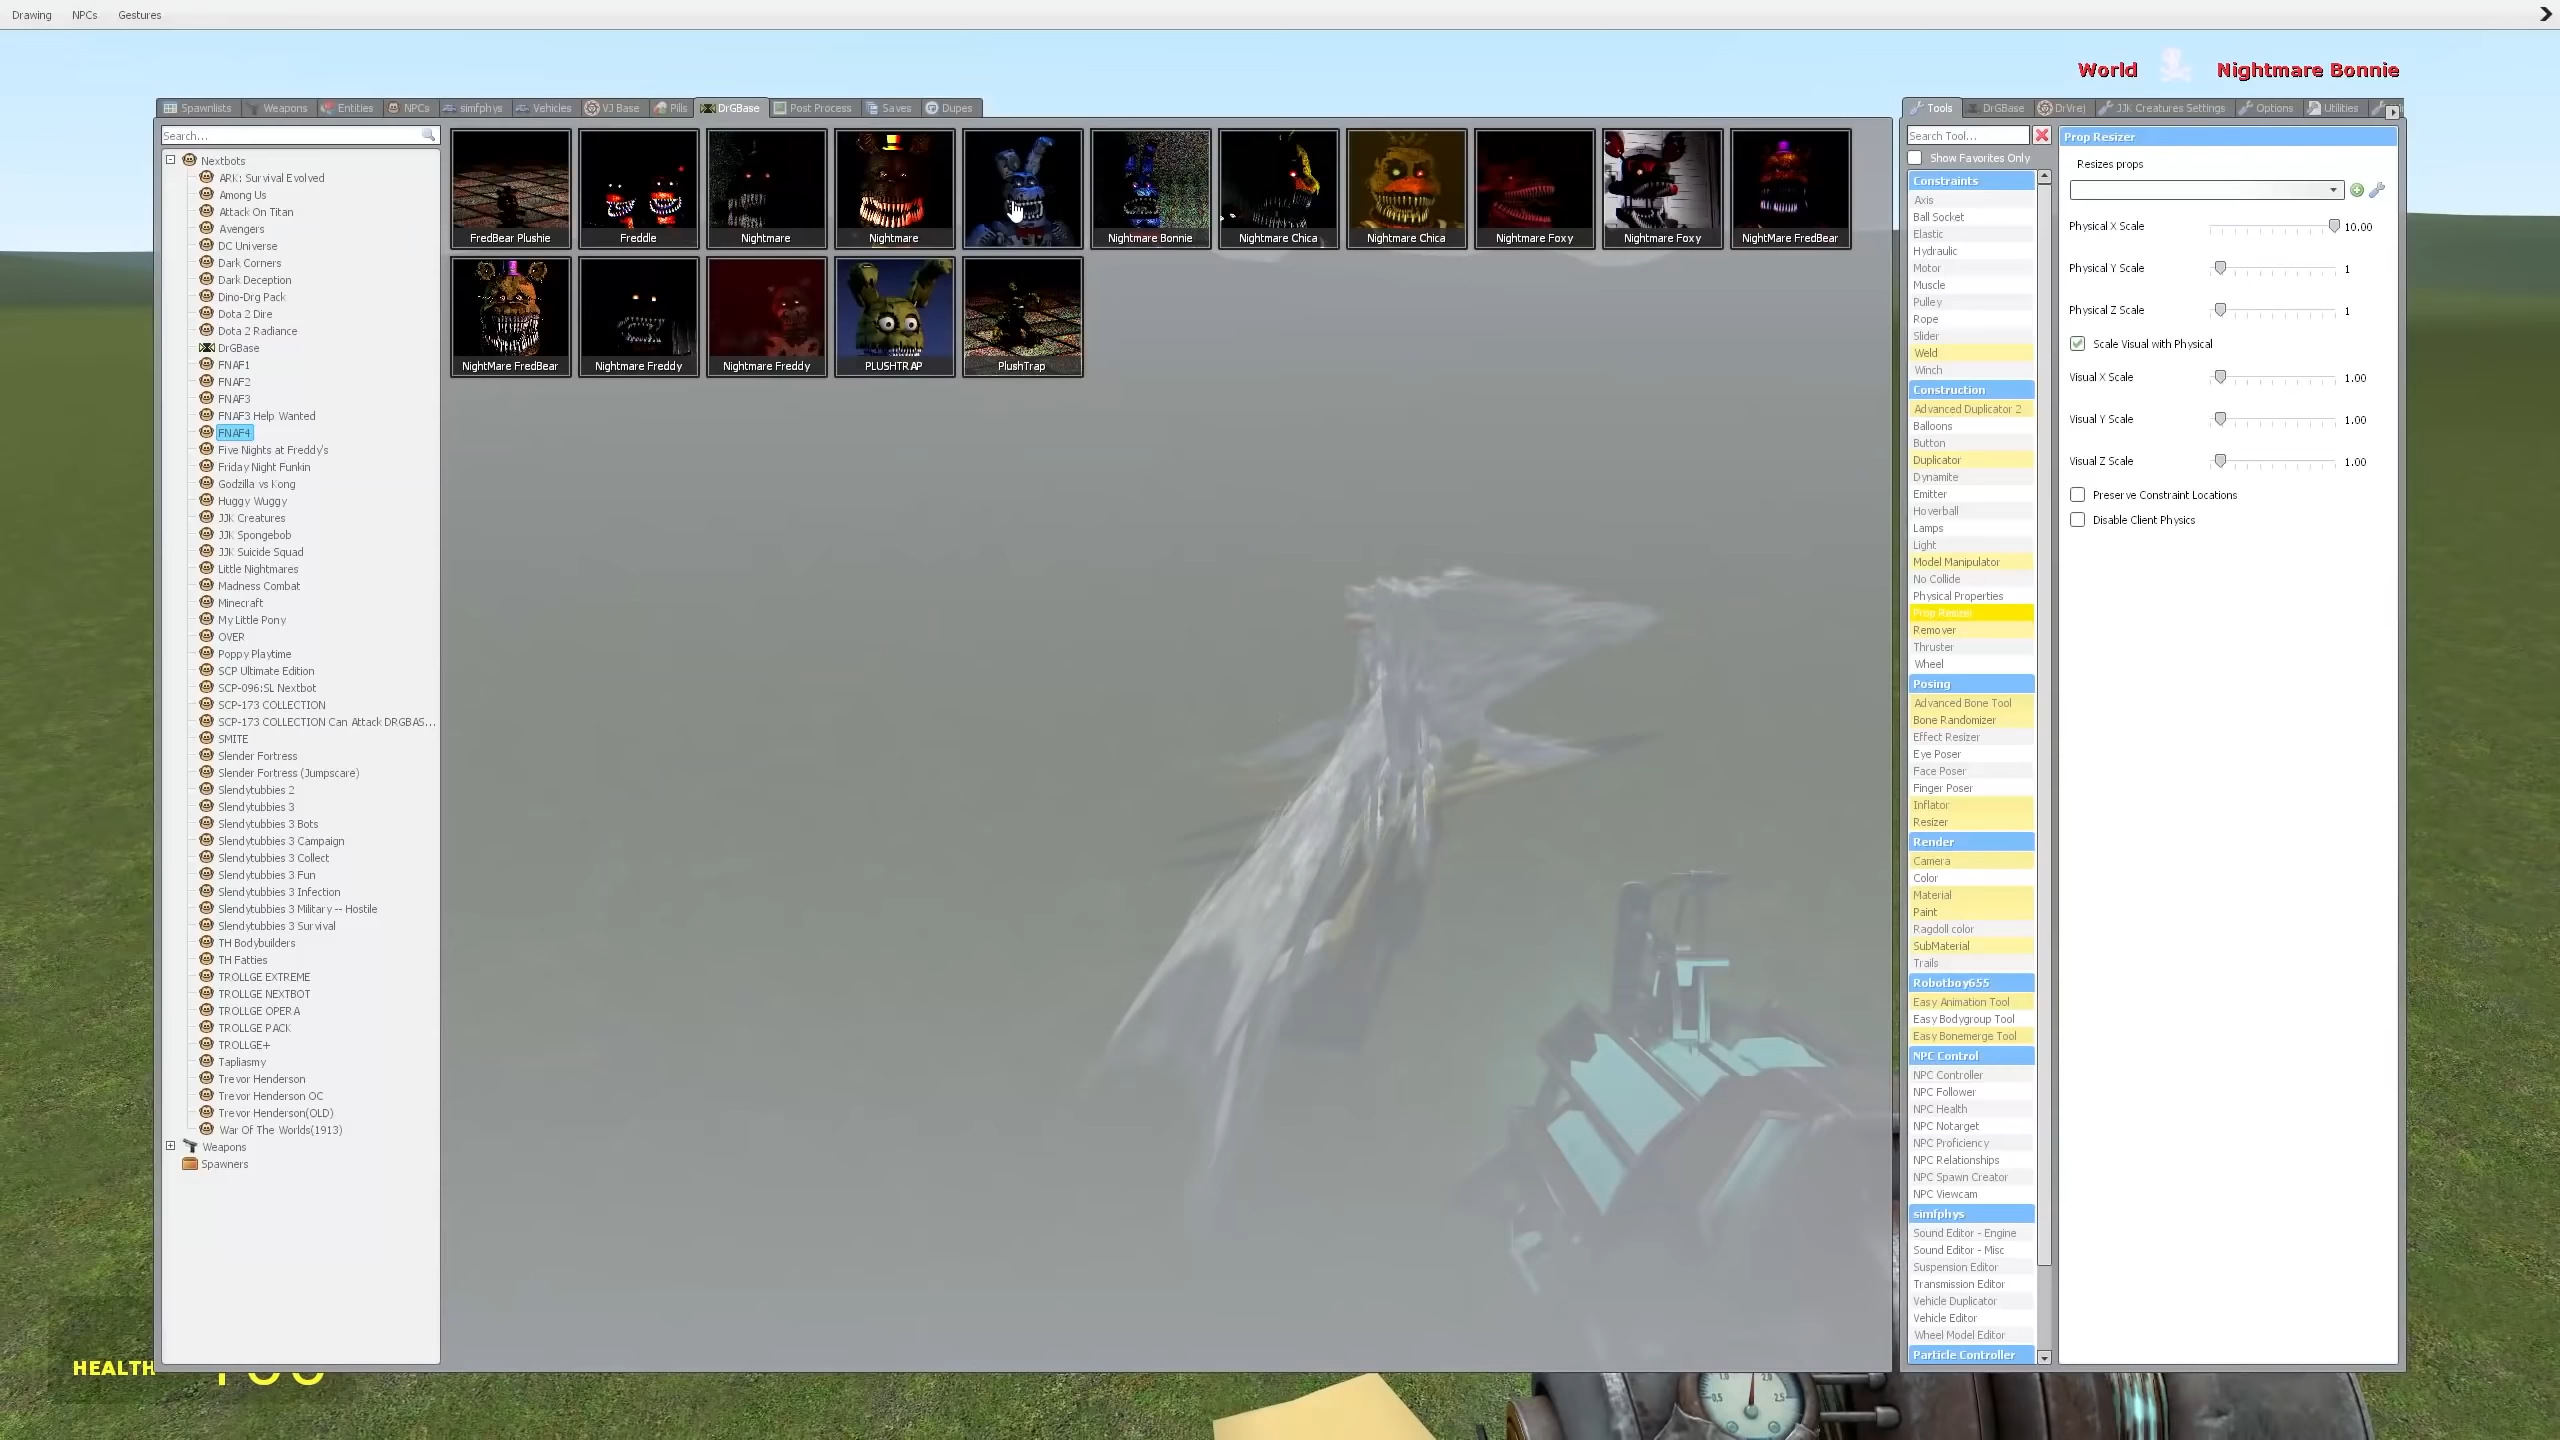 Drawing NPCs Gestures
World Nightmare Bonnie
Spawnlists Weapons Entities NPCs simfphys Vehicles VJ Base Pills DrGBase Post Process Saves Dupes
Search...
Nextbots
ARK: Survival Evolved
Among Us
Attack On Titan
Avengers
DC Universe
Dark Corners
Dark Deception
Dino-Drg Pack
Dota 2 Dire
Dota 2 Radiance
DrGBase
FNAF1
FNAF2
FNAF3
FNAF3 Help Wanted
FNAF4
Five Nights at Freddy's
Friday Night Funkin
Godzilla vs Kong
Huggy Wuggy
JJK Creatures
JJK Spongebob
JJK Suicide Squad
Little Nightmares
Madness Combat
Minecraft
My Little Pony
OVER
Poppy Playtime
SCP Ultimate Edition
SCP-096:SL Nextbot
SCP-173 COLLECTION
SCP-173 COLLECTION Can Attack DRGBAS...
SMITE
Slender Fortress
Slender Fortress (Jumpscare)
Slendytubbies 2
Slendytubbies 3
Slendytubbies 3 Bots
Slendytubbies 3 Campaign
Slendytubbies 3 Collect
Slendytubbies 3 Fun
Slendytubbies 3 Infection
Slendytubbies 3 Military -- Hostile
Slendytubbies 3 Survival
TH Bodybuilders
TH Fatties
TROLLGE EXTREME
TROLLGE NEXTBOT
TROLLGE OPERA
TROLLGE PACK
TROLLGE+
Tapliasmy
Trevor Henderson
Trevor Henderson OC
Trevor Henderson(OLD)
War Of The Worlds(1913)
Weapons
Spawners
FredBear Plushie Freddle Nightmare Nightmare Nightmare Bonnie Nightmare Chica Nightmare Chica Nightmare Foxy Nightmare Foxy NightMare FredBear
NightMare FredBear Nightmare Freddy Nightmare Freddy PLUSHTRAP PlushTrap
Tools DrGBase DrVrej JJK Creatures Settings Options Utilities
Search Tool...
Show Favorites Only
Constraints
Axis
Ball Socket
Elastic
Hydraulic
Motor
Muscle
Pulley
Rope
Slider
Weld
Winch
Construction
Advanced Duplicator 2
Balloons
Button
Duplicator
Dynamite
Emitter
Hoverball
Lamps
Light
Model Manipulator
No Collide
Physical Properties
Prop Resizer
Remover
Thruster
Wheel
Posing
Advanced Bone Tool
Bone Randomizer
Effect Resizer
Eye Poser
Face Poser
Finger Poser
Inflator
Resizer
Render
Camera
Color
Material
Paint
Ragdoll color
SubMaterial
Trails
Robotboy655
Easy Animation Tool
Easy Bodygroup Tool
Easy Bonemerge Tool
NPC Control
NPC Controller
NPC Follower
NPC Health
NPC Notarget
NPC Proficiency
NPC Relationships
NPC Spawn Creator
NPC Viewcam
simfphys
Sound Editor - Engine
Sound Editor - Misc
Suspension Editor
Transmission Editor
Vehicle Duplicator
Vehicle Editor
Wheel Model Editor
Particle Controller
Prop Resizer
Resizes props
Physical X Scale 10.00
Physical Y Scale 1
Physical Z Scale 1
Scale Visual with Physical
Visual X Scale 1.00
Visual Y Scale 1.00
Visual Z Scale 1.00
Preserve Constraint Locations
Disable Client Physics
HEALTH